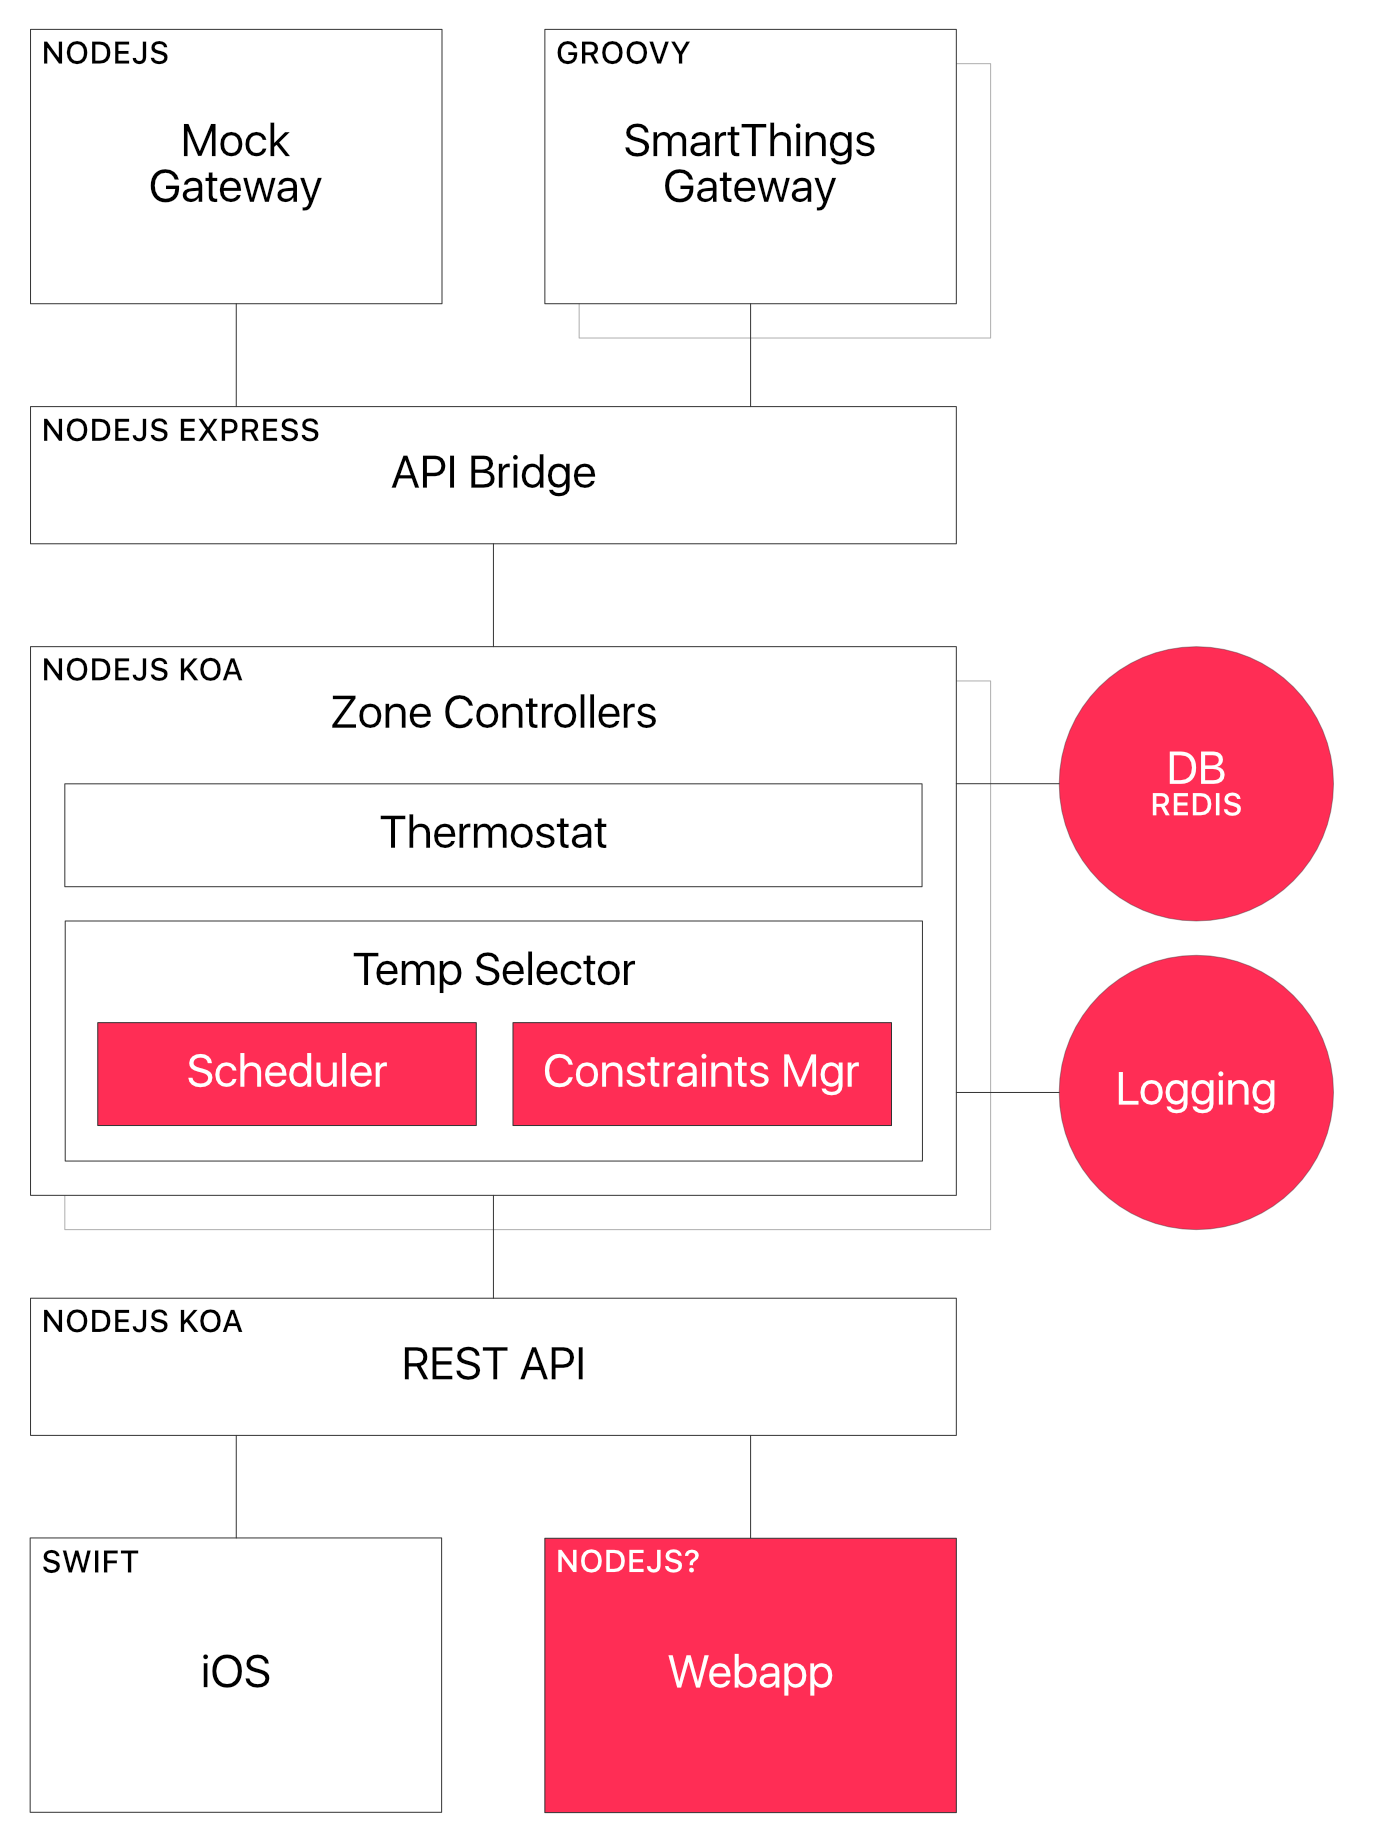 NODEJS
Mock
Gateway
GROOVY
SmartThings
Gateway
NODEJS EXPRESS
API Bridge
NODEJS KOA
Zone Controllers
Thermostat
Temp Selector
Scheduler
Constraints Mgr
DB
REDIS
Logging
NODEJS KOA
REST API
SWIFT
iOS
NODEJS?
Webapp